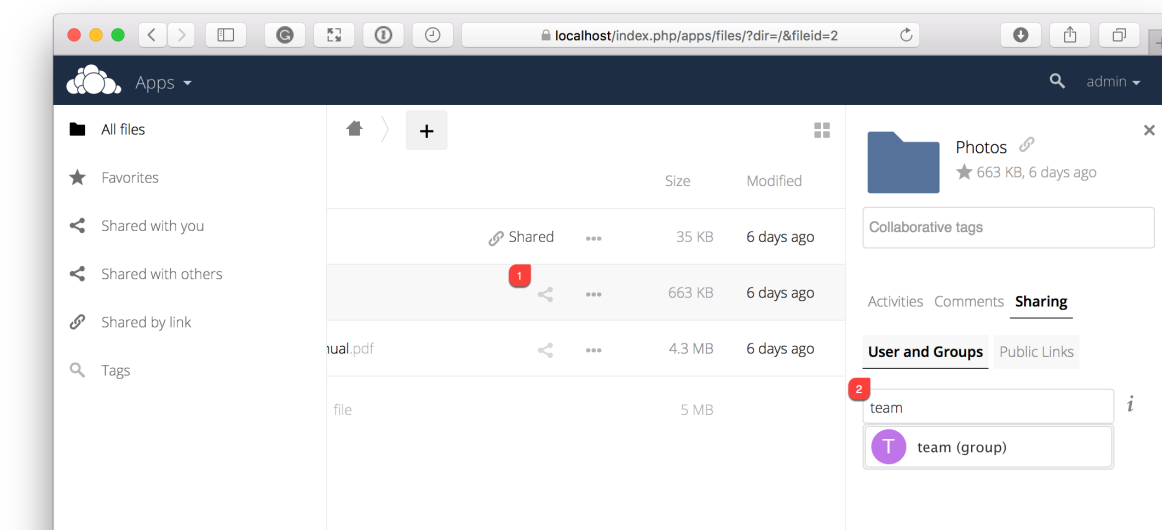 localhost/index.php/apps/files/?dir=/&fileid=2
Apps
admin
All files
Favorites
Shared with you
Shared with others
Shared by link
Tags
+
Size Modified
Shared 35 KB 6 days ago
1
663 KB 6 days ago
nual.pdf 4.3 MB 6 days ago
file 5 MB
Photos
663 KB, 6 days ago
Collaborative tags
Activities Comments Sharing
User and Groups Public Links
2
team
i
T team (group)